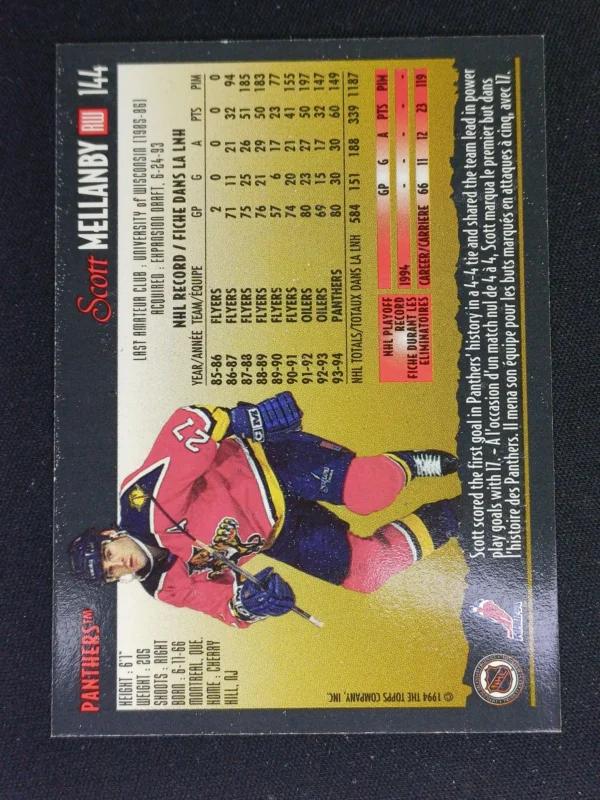 PANTHERS™
Scott MELLANBY RW 144
HEIGHT : 6'1"
WEIGHT : 205
SHOOTS : RIGHT
BORN : 6-11-66
MONTREAL, QUE.
HOME : CHERRY
HILL, NJ
27
CCM
LAST AMATEUR CLUB : UNIVERSITY of WISCONSIN (1985-86)
ACQUIRED : EXPANSION DRAFT, 6-24-93
NHL RECORD / FICHE DANS LA LNH
YEAR/ANNÉE TEAM/ÉQUIPE GP G A PTS PIM
85-86 FLYERS 2 0 0 0 0
86-87 FLYERS 71 11 21 32 94
87-88 FLYERS 75 25 26 51 185
88-89 FLYERS 76 21 29 50 183
89-90 FLYERS 57 6 17 23 77
90-91 FLYERS 74 20 21 41 155
91-92 OILERS 80 23 27 50 197
92-93 OILERS 69 15 17 32 147
93-94 PANTHERS 80 30 30 60 149
NHL TOTALS/TOTAUX DANS LA LNH 584 151 188 339 1187
NHL PLAYOFF RECORD GP G A PTS PIM
FICHE DURANT LES ELIMINATOIRES 1994 - - - - -
CAREER/CARRIÈRE 66 11 12 23 119
© 1994 THE TOPPS COMPANY, INC.
NHL
NHLPA
Scott scored the first goal in Panthers' history in a 4-4 tie and shared the team lead in power
play goals with 17. - À l'occasion d'un match nul de 4 à 4, Scott marqua le premier but dans
l'histoire des Panthers. Il mena son équipe pour les buts marqués en attaques à cinq, avec 17.